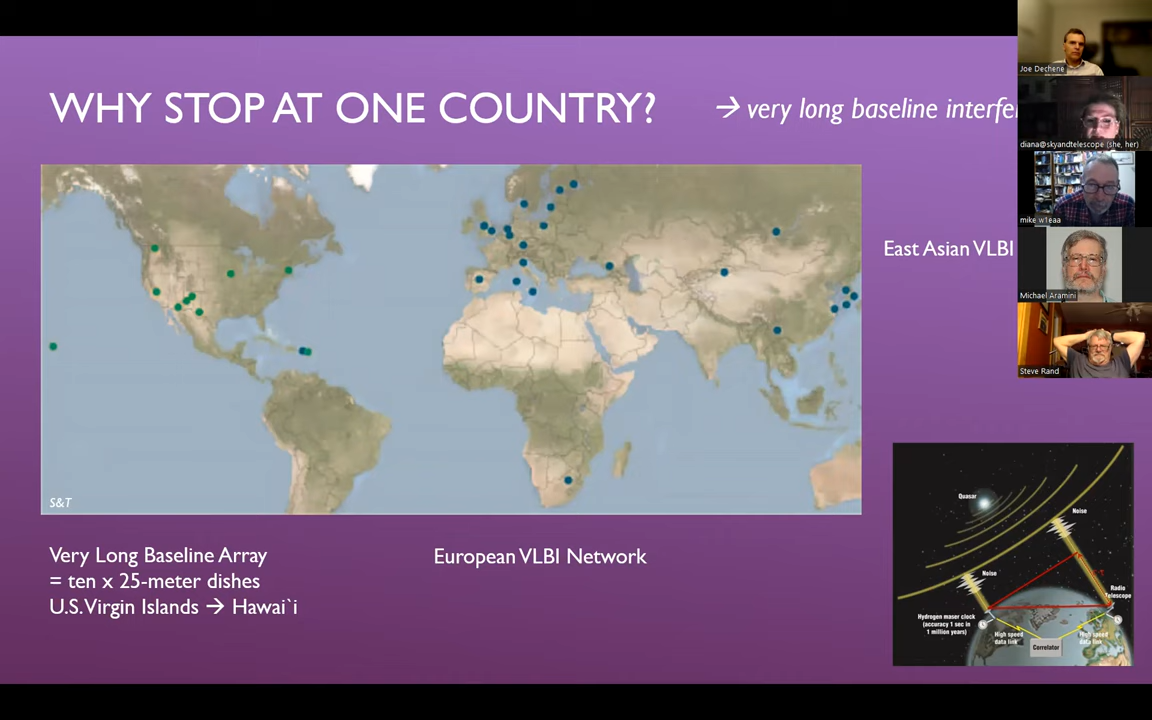 WHY STOP AT ONE COUNTRY?
→ very long baseline interfe
East Asian VLBI
S&T
Very Long Baseline Array
= ten x 25-meter dishes
U.S. Virgin Islands → Hawai`i
European VLBI Network
Quasar
Noise
Noise
Radio
Telescope
Hydrogen maser clock
(accuracy 1 sec in
1 million years)
High speed
data link
High speed
data link
Correlator
Joe Dechene
diana@skyandtelescope (she, her)
mike w1eaa
Michael Aramini
Steve Rand